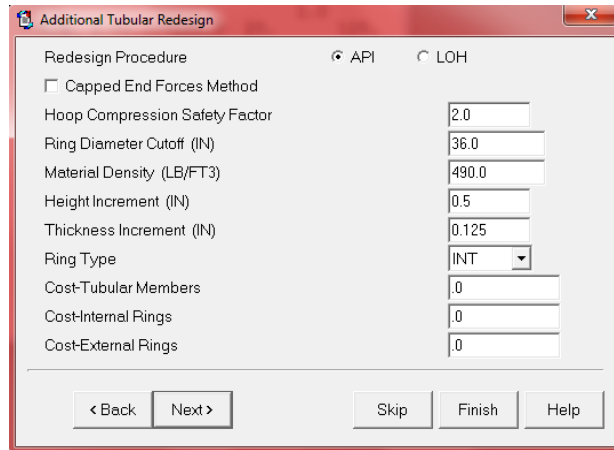 Additional Tubular Redesign
Redesign Procedure API LOH
Capped End Forces Method
Hoop Compression Safety Factor 2.0
Ring Diameter Cutoff (IN) 36.0
Material Density (LB/FT3) 490.0
Height Increment (IN) 0.5
Thickness Increment (IN) 0.125
Ring Type INT
Cost-Tubular Members .0
Cost-Internal Rings .0
Cost-External Rings .0
< Back Next > Skip Finish Help